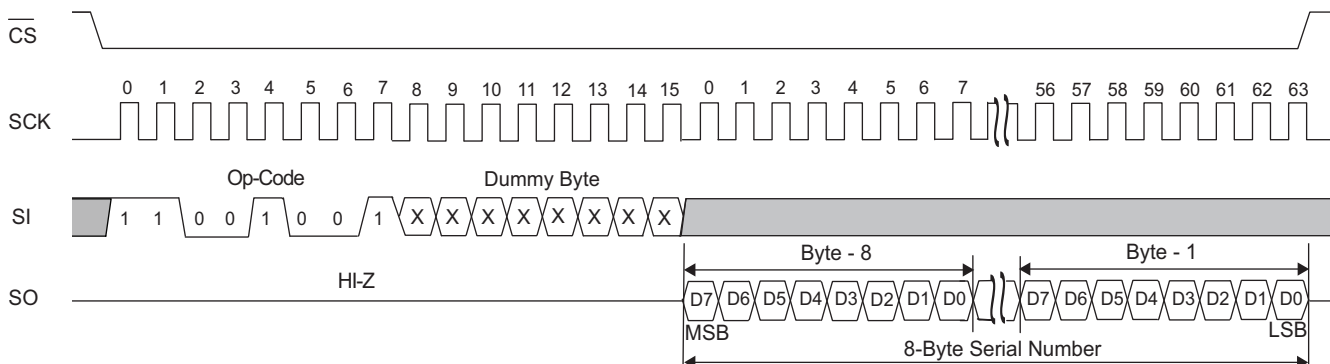 CS
0 1 2 3 4 5 6 7 8 9 10 11 12 13 14 15 0 1 2 3 4 5 6 7 56 57 58 59 60 61 62 63
SCK
Op-Code Dummy Byte
SI 1 1 0 0 1 0 0 1 X X X X X X X X
Byte - 8 Byte - 1
HI-Z
SO D7 D6 D5 D4 D3 D2 D1 D0 D7 D6 D5 D4 D3 D2 D1 D0
MSB LSB
8-Byte Serial Number